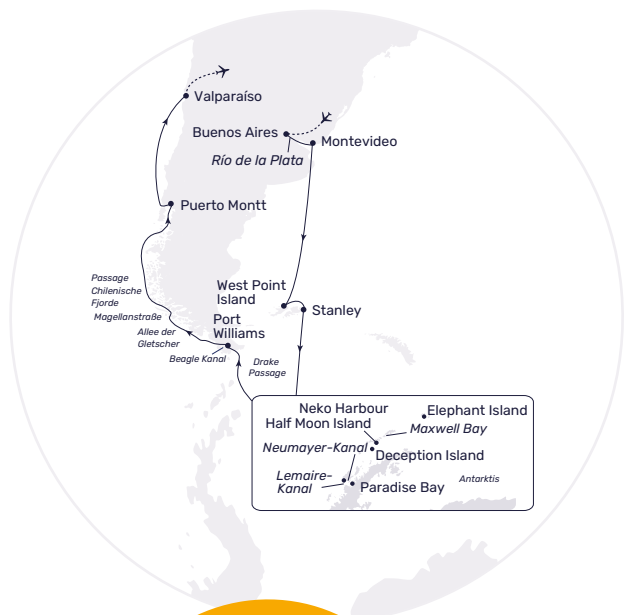 Valparaíso
Buenos Aires
Montevideo
Río de la Plata
Puerto Montt
Passage
Chilenische
Fjorde
Magellanstraße
Allee der
Gletscher
Beagle Kanal
Port
Williams
West Point
Island
Stanley
Drake
Passage
Neko Harbour
Elephant Island
Half Moon Island
Maxwell Bay
Neumayer-Kanal
Deception Island
Lemaire-
Kanal
Paradise Bay
Antarktis